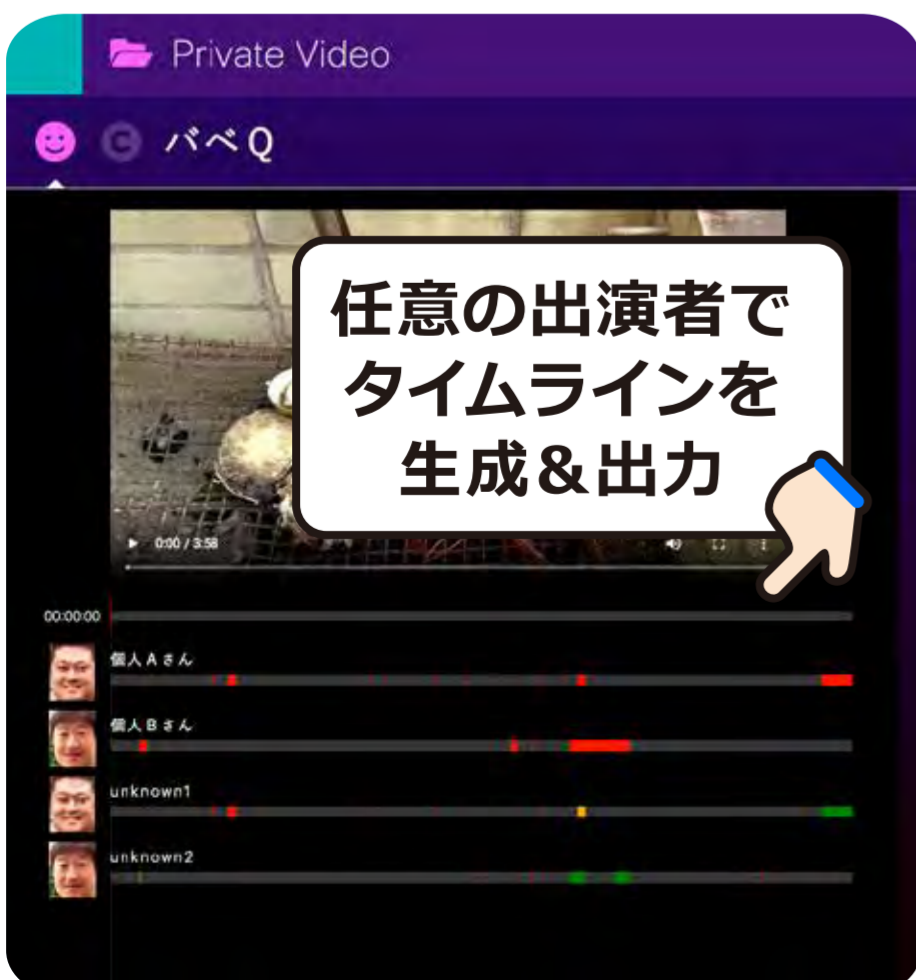 Private Video
C バベQ
任意の出演者で
タイムラインを
生成&出力
0:00 / 3:58
00:00:00
個人Aさん
個人Bさん
unknown1
unknown2